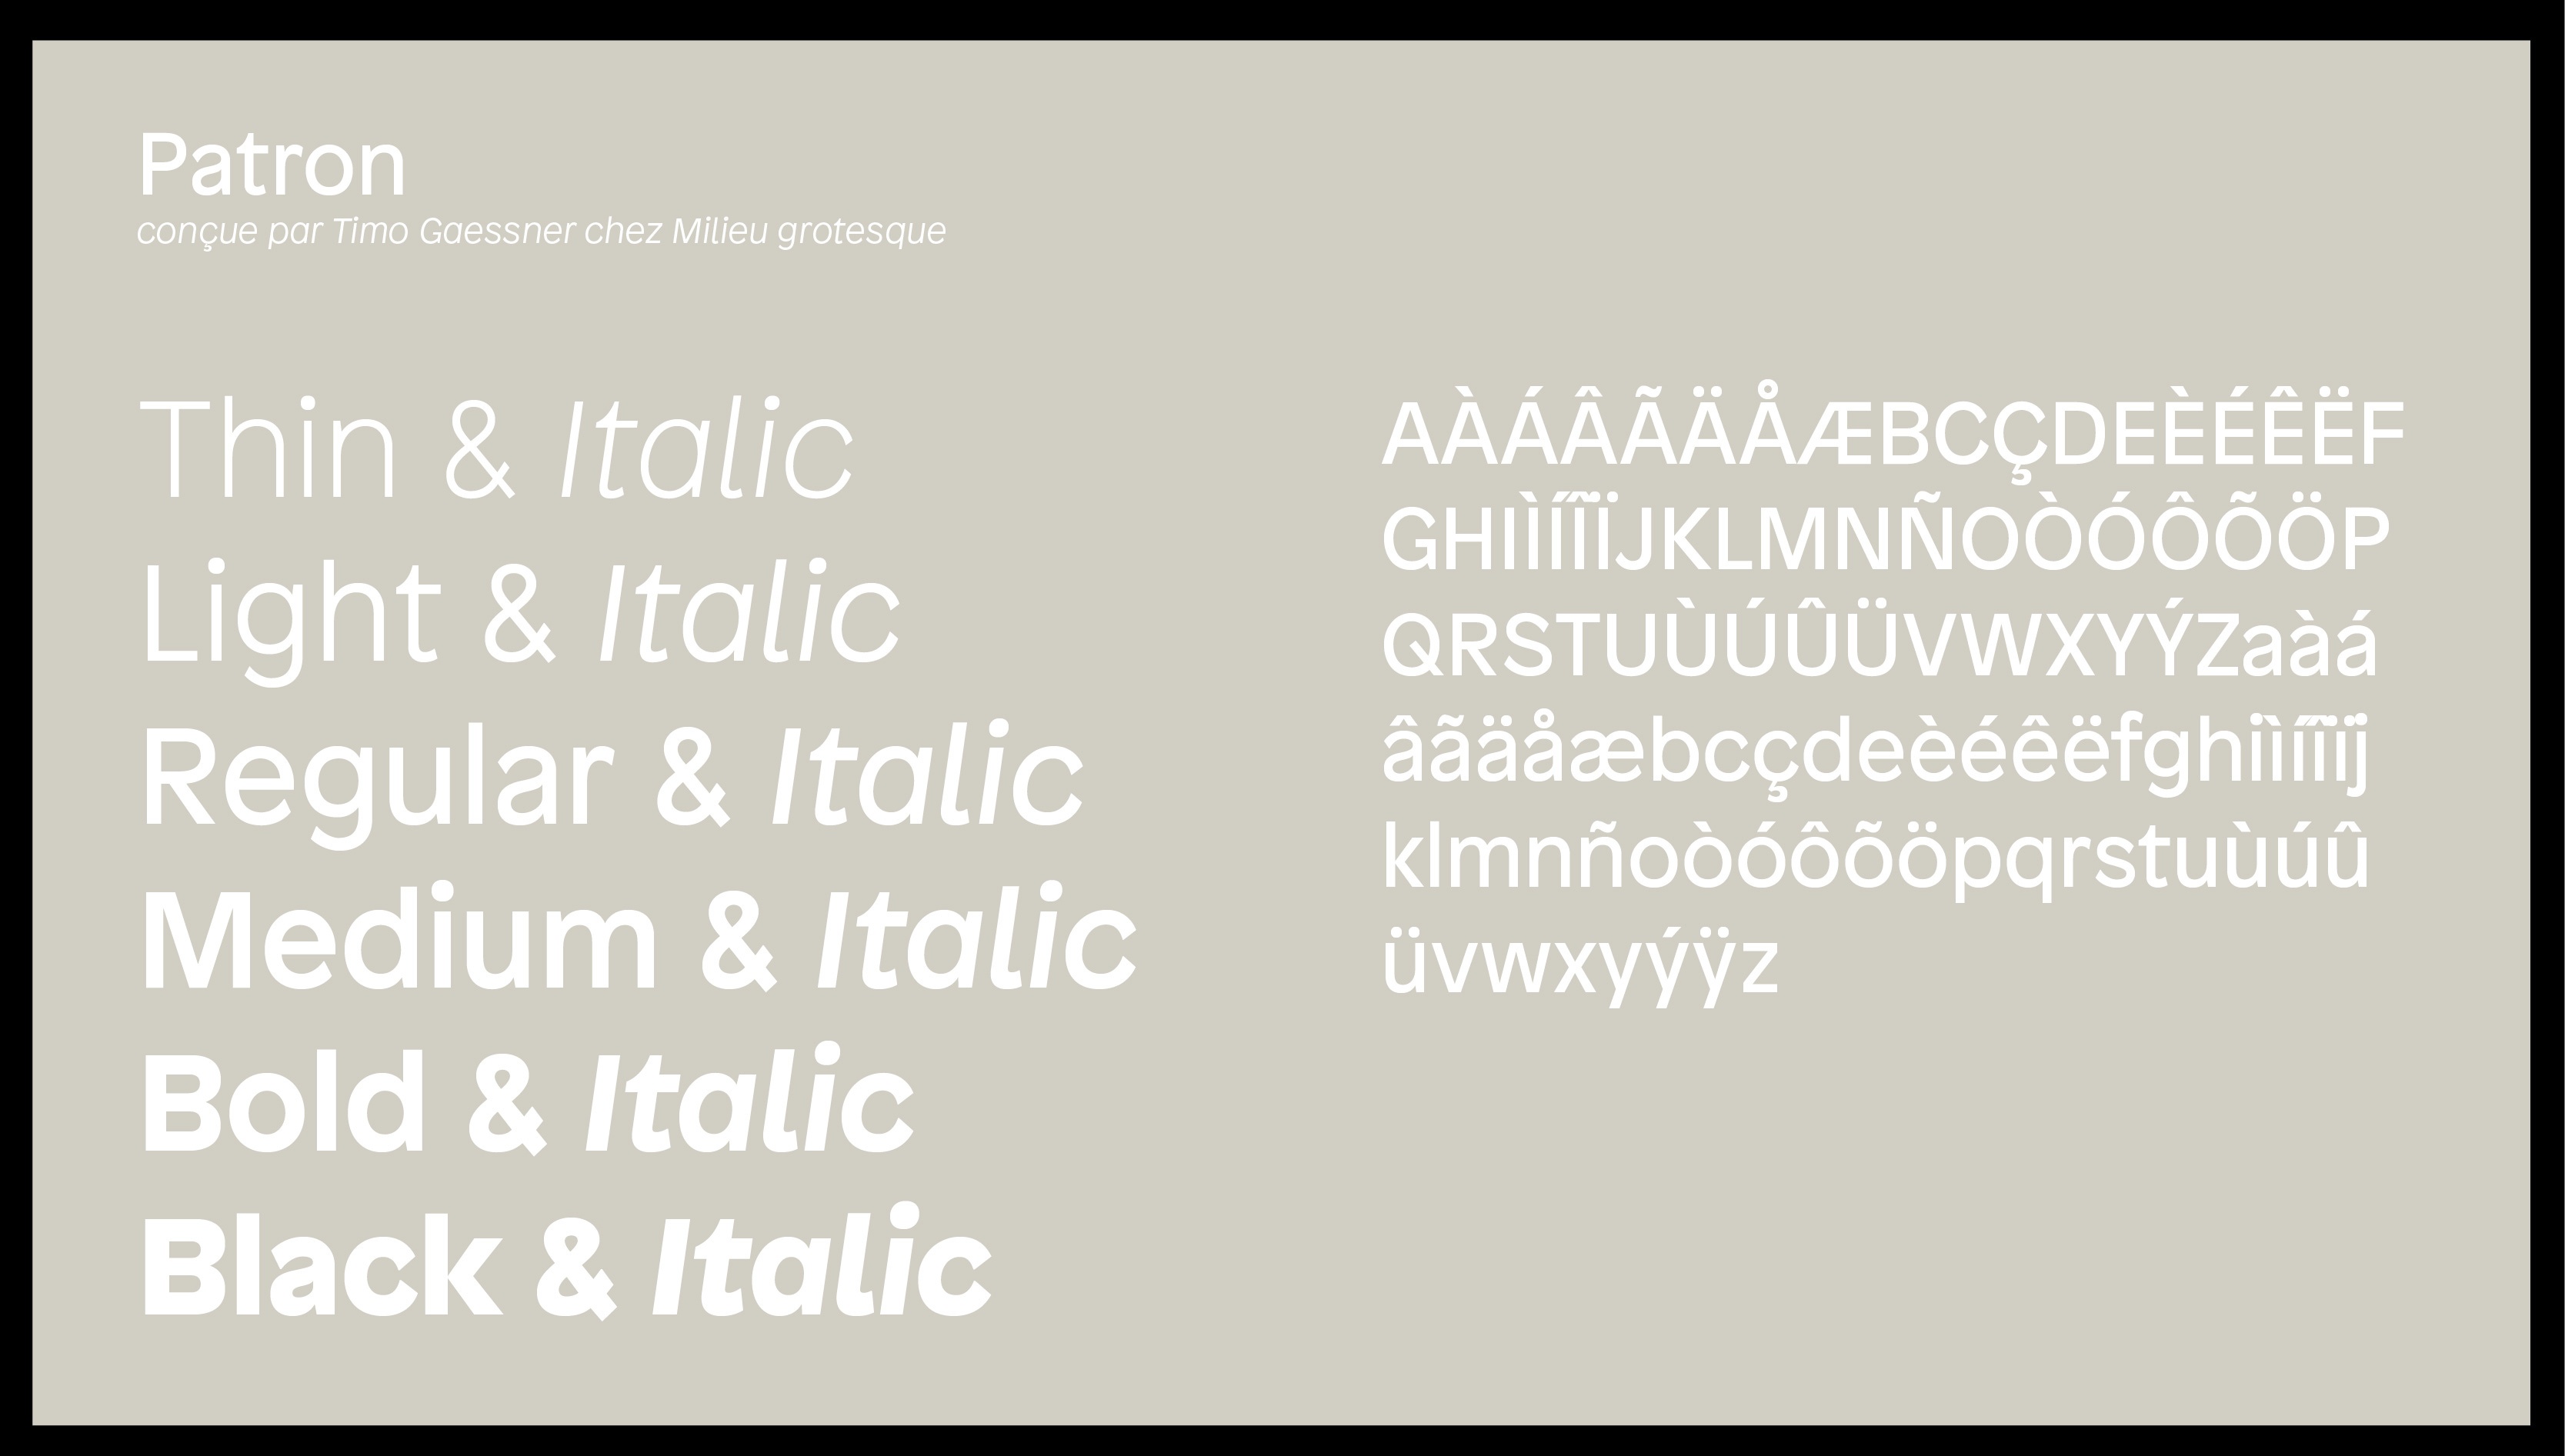 Patron
conçue par Timo Gaessner chez Milieu grotesque
Thin & Italic
Light & Italic
Regular & Italic
Medium & Italic
Bold & Italic
Black & Italic
AÀÁÂÃÄÅÆBCÇDEÈÉÊËF
GHIÌÍÎÏJKLMNÑOÒÓÔÕÖP
QRSTUÙÚÛÜVWXYÝZaàá
âãäåæbcçdeèéêëfghiìíîïj
klmnñoòóôõöpqrstuùúû
üvwxyýÿz